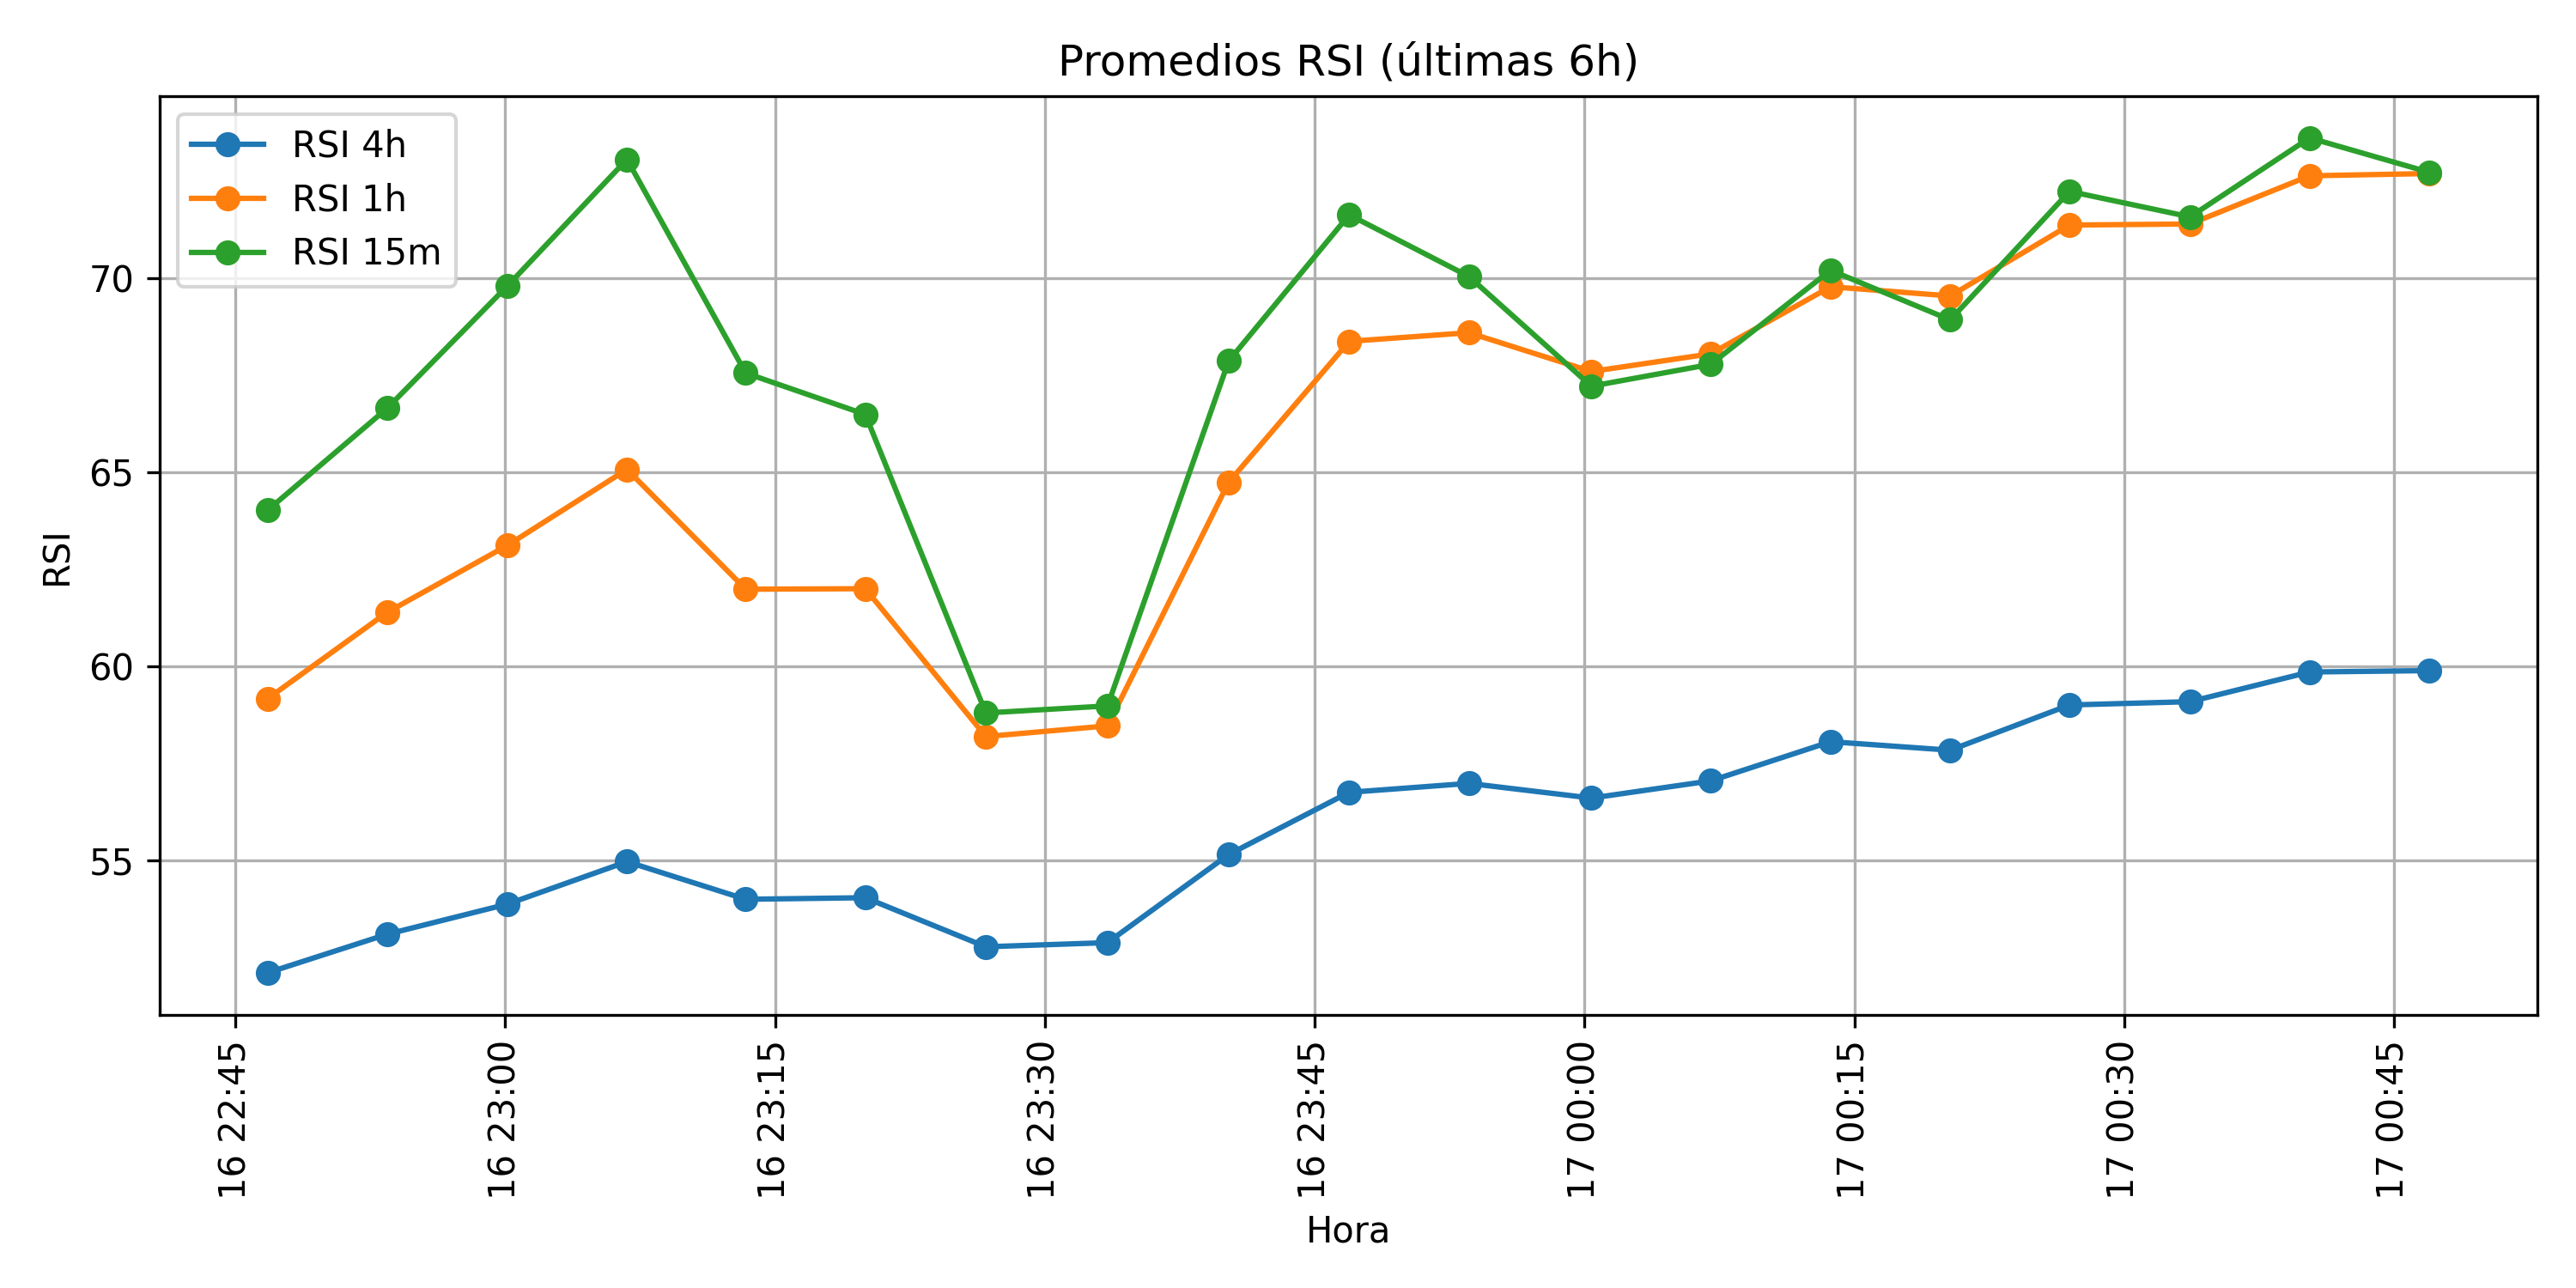 Promedios RSI (últimas 6h)
RSI 4h
RSI 1h
RSI 15m
RSI
70
65
60
55
16 22:45
16 23:00
16 23:15
16 23:30
16 23:45
17 00:00
17 00:15
17 00:30
17 00:45
Hora